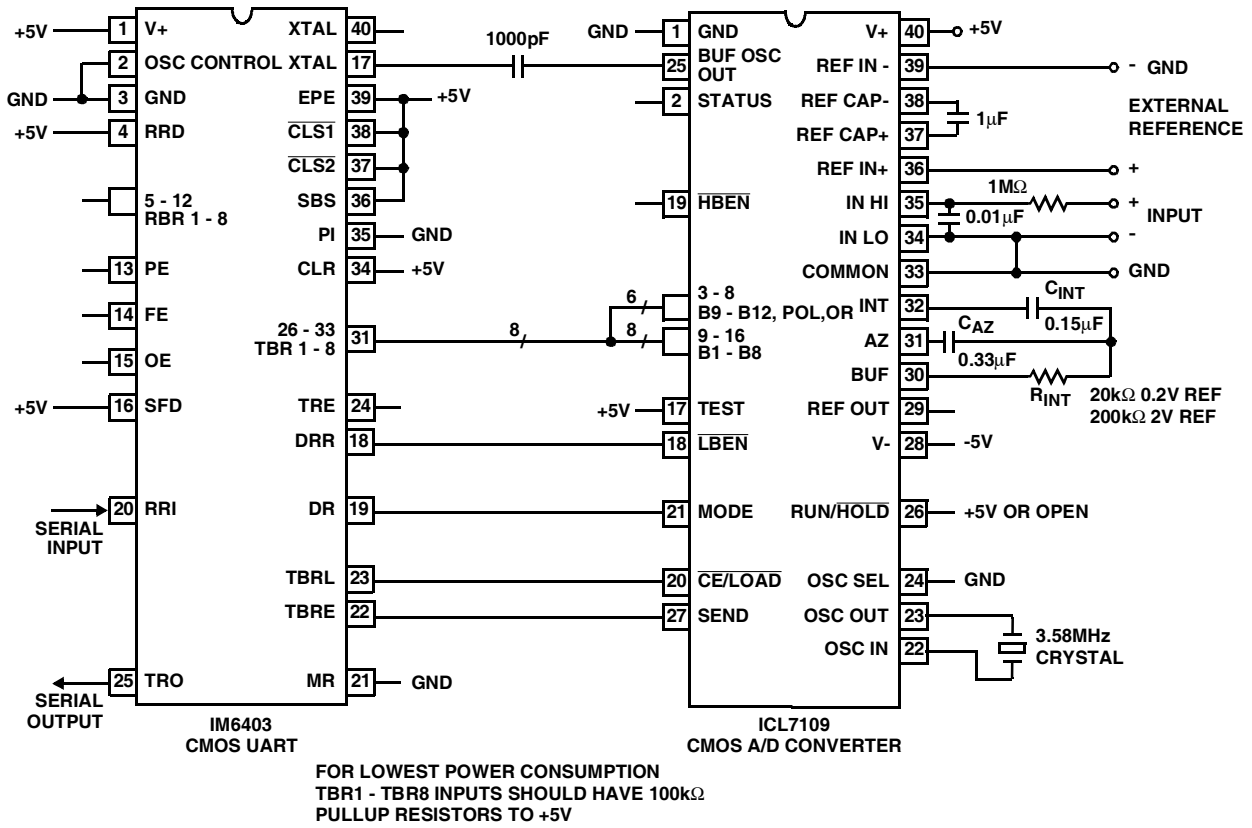 +5V 1 V+ XTAL 40
2 OSC CONTROL XTAL 17
GND 3 GND EPE 39 +5V
+5V 4 RRD CLS1 38
CLS2 37
5 - 12
RBR 1 - 8
SBS 36
PI 35 GND
13 PE CLR 34 +5V
14 FE
26 - 33
TBR 1 - 8 31
15 OE
+5V 16 SFD TRE 24
DRR 18
20 RRI DR 19
SERIAL
INPUT
TBRL 23
TBRE 22
25 TRO MR 21 GND
SERIAL
OUTPUT
IM6403
CMOS UART
1000pF
8
6
8
GND 1 GND V+ 40 +5V
25 BUF OSC
OUT
REF IN - 39 - GND
2 STATUS REF CAP- 38
1µF
REF CAP+ 37
EXTERNAL
REFERENCE
REF IN+ 36 +
19 HBEN IN HI 35 1MΩ +
0.01µF
INPUT
IN LO 34 -
COMMON 33 GND
3 - 8
B9 - B12, POL,OR
INT 32 CINT
0.15µF
9 - 16
B1 - B8
AZ 31 CAZ
0.33µF
BUF 30 RINT
20kΩ 0.2V REF
200kΩ 2V REF
+5V 17 TEST REF OUT 29
18 LBEN V- 28 -5V
21 MODE RUN/HOLD 26 +5V OR OPEN
20 CE/LOAD OSC SEL 24 GND
27 SEND OSC OUT 23
OSC IN 22
3.58MHz
CRYSTAL
ICL7109
CMOS A/D CONVERTER
FOR LOWEST POWER CONSUMPTION
TBR1 - TBR8 INPUTS SHOULD HAVE 100kΩ
PULLUP RESISTORS TO +5V